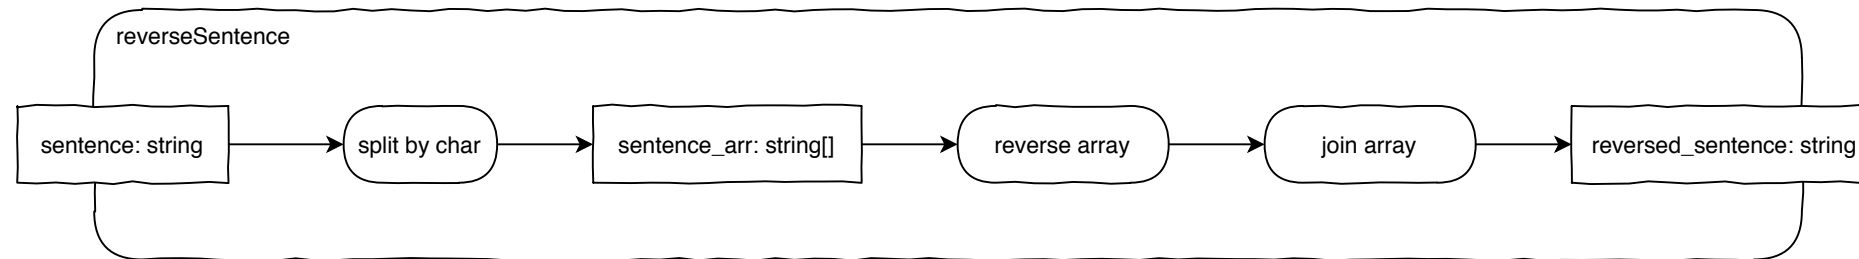 reverseSentence
sentence: string
split by char
sentence_arr: string[]
reverse array
join array
reversed_sentence: string